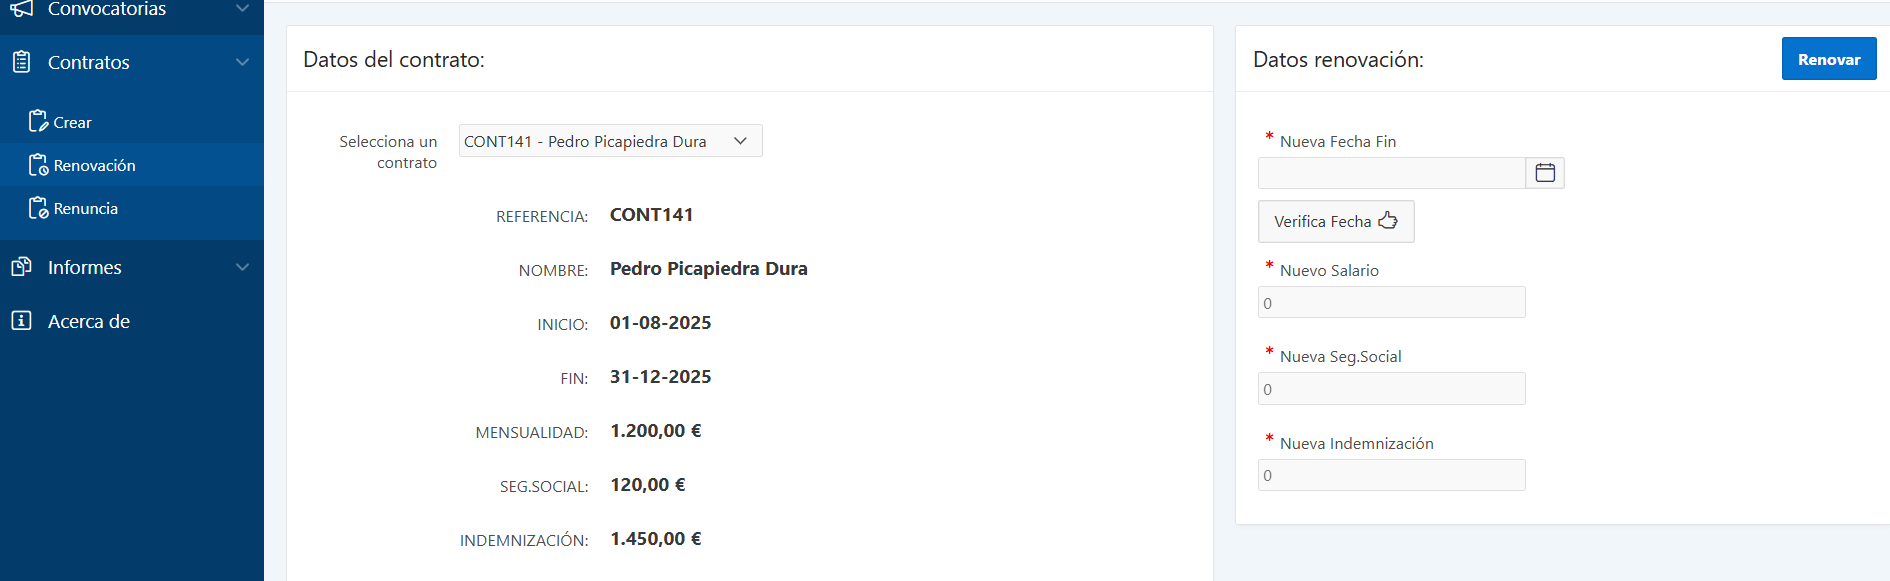 Convocatorias
Contratos
Crear
Renovación
Renuncia
Informes
Acerca de
Datos del contrato:
Selecciona un
contrato
CONT141 - Pedro Picapiedra Dura
REFERENCIA: CONT141
NOMBRE: Pedro Picapiedra Dura
INICIO: 01-08-2025
FIN: 31-12-2025
MENSUALIDAD: 1.200,00 €
SEG.SOCIAL: 120,00 €
INDEMNIZACIÓN: 1.450,00 €
Datos renovación:
Renovar
* Nueva Fecha Fin
Verifica Fecha
* Nuevo Salario
0
* Nueva Seg.Social
0
* Nueva Indemnización
0